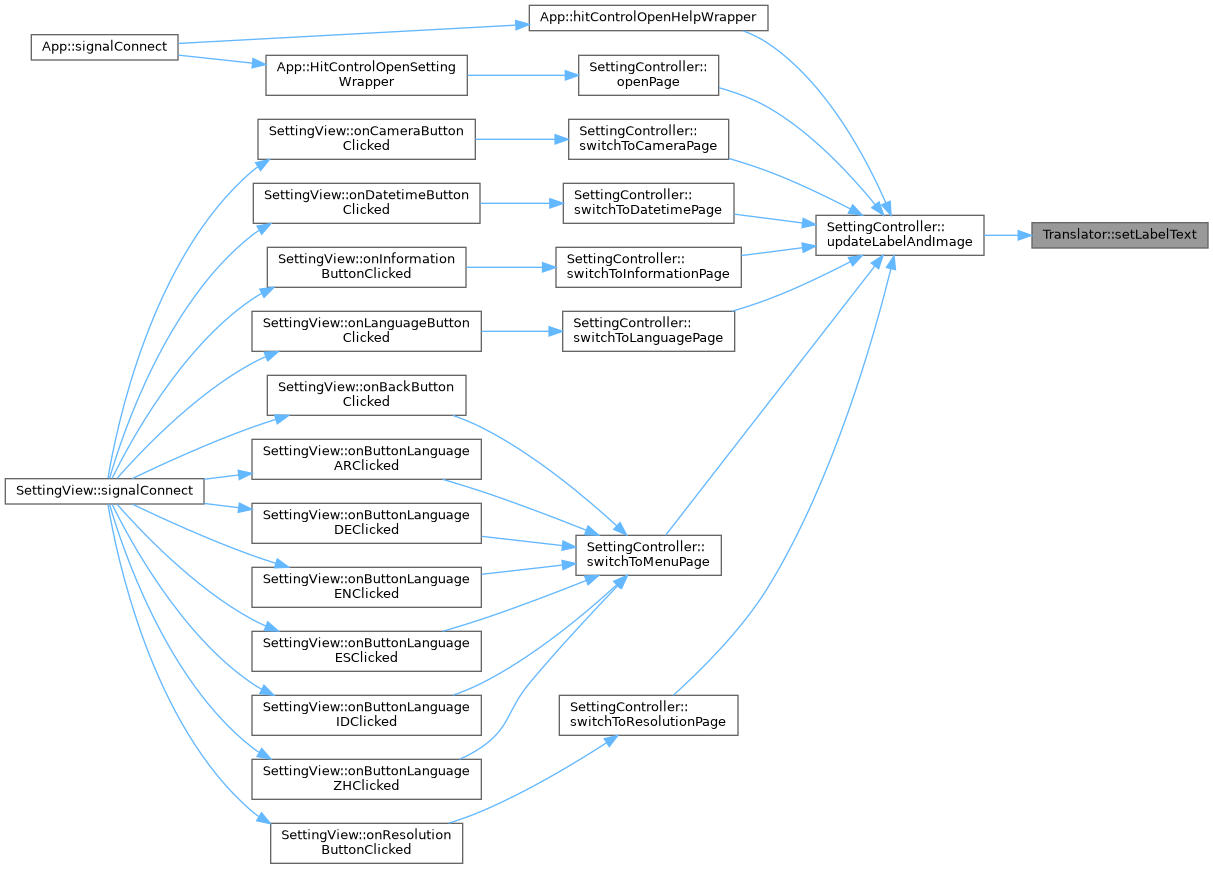 App::hitControlOpenHelpWrapper
App::signalConnect
App::HitControlOpenSetting
Wrapper
SettingController::
openPage
SettingView::onCameraButton
Clicked
SettingController::
switchToCameraPage
SettingView::onDatetimeButton
Clicked
SettingController::
switchToDatetimePage
SettingController::
updateLabelAndImage
Translator::setLabelText
SettingView::onInformation
ButtonClicked
SettingController::
switchToInformationPage
SettingView::onLanguageButton
Clicked
SettingController::
switchToLanguagePage
SettingView::onBackButton
Clicked
SettingView::onButtonLanguage
ARClicked
SettingView::signalConnect
SettingView::onButtonLanguage
DEClicked
SettingController::
switchToMenuPage
SettingView::onButtonLanguage
ENClicked
SettingView::onButtonLanguage
ESClicked
SettingView::onButtonLanguage
IDClicked
SettingController::
switchToResolutionPage
SettingView::onButtonLanguage
ZHClicked
SettingView::onResolution
ButtonClicked